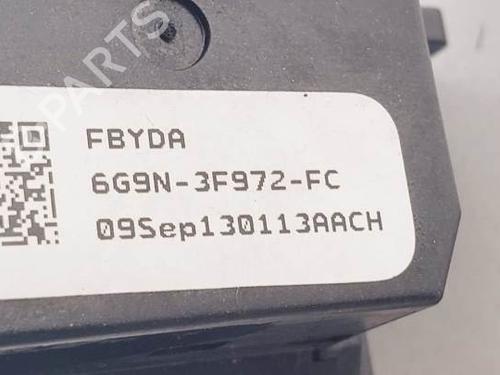 FBYDA
6G9N-3F972-FC
09Sep130113AACH
PARTS